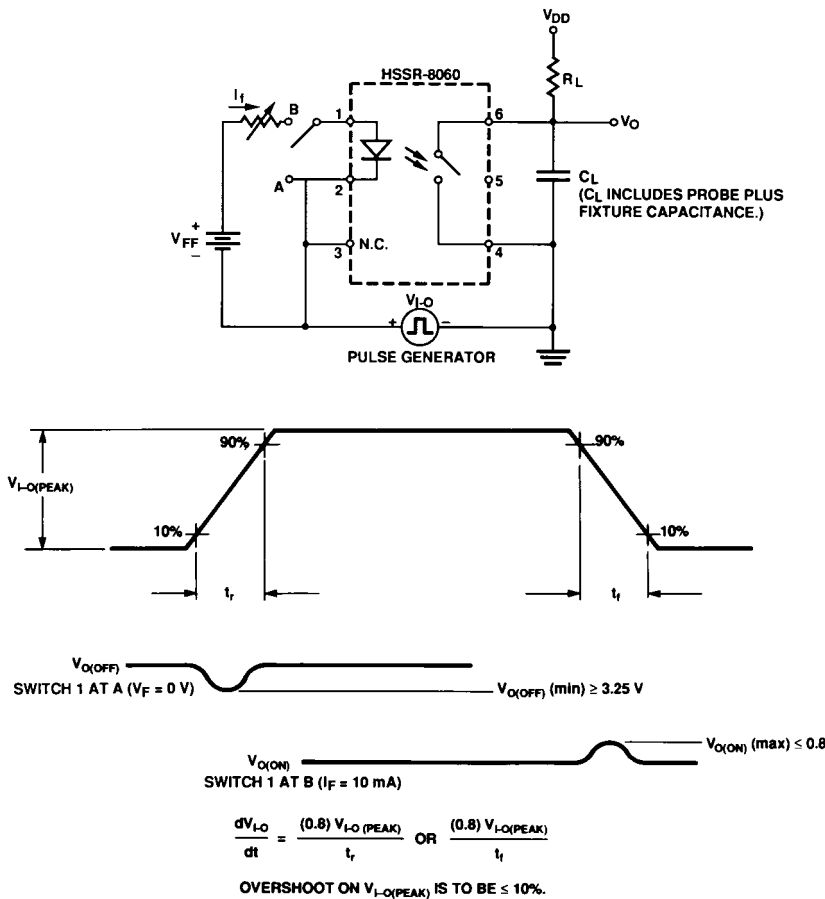 V_DD
HSSR-8060
R_L
I_f
B
1
6
V_O
A
2
5
C_L
(C_L INCLUDES PROBE PLUS
FIXTURE CAPACITANCE.)
+
V_FF
−
3
N.C.
4
V_I-O
+
−
PULSE GENERATOR
90%
90%
V_I-O(PEAK)
10%
10%
t_r
t_f
V_O(OFF)
SWITCH 1 AT A (V_F = 0 V)
V_O(OFF) (min) ≥ 3.25 V
V_O(ON) (max) ≤ 0.8
V_O(ON)
SWITCH 1 AT B (I_F = 10 mA)
dV_I-O / dt = (0.8) V_I-O (PEAK) / t_r OR (0.8) V_I-O(PEAK) / t_f
OVERSHOOT ON V_I-O(PEAK) IS TO BE ≤ 10%.